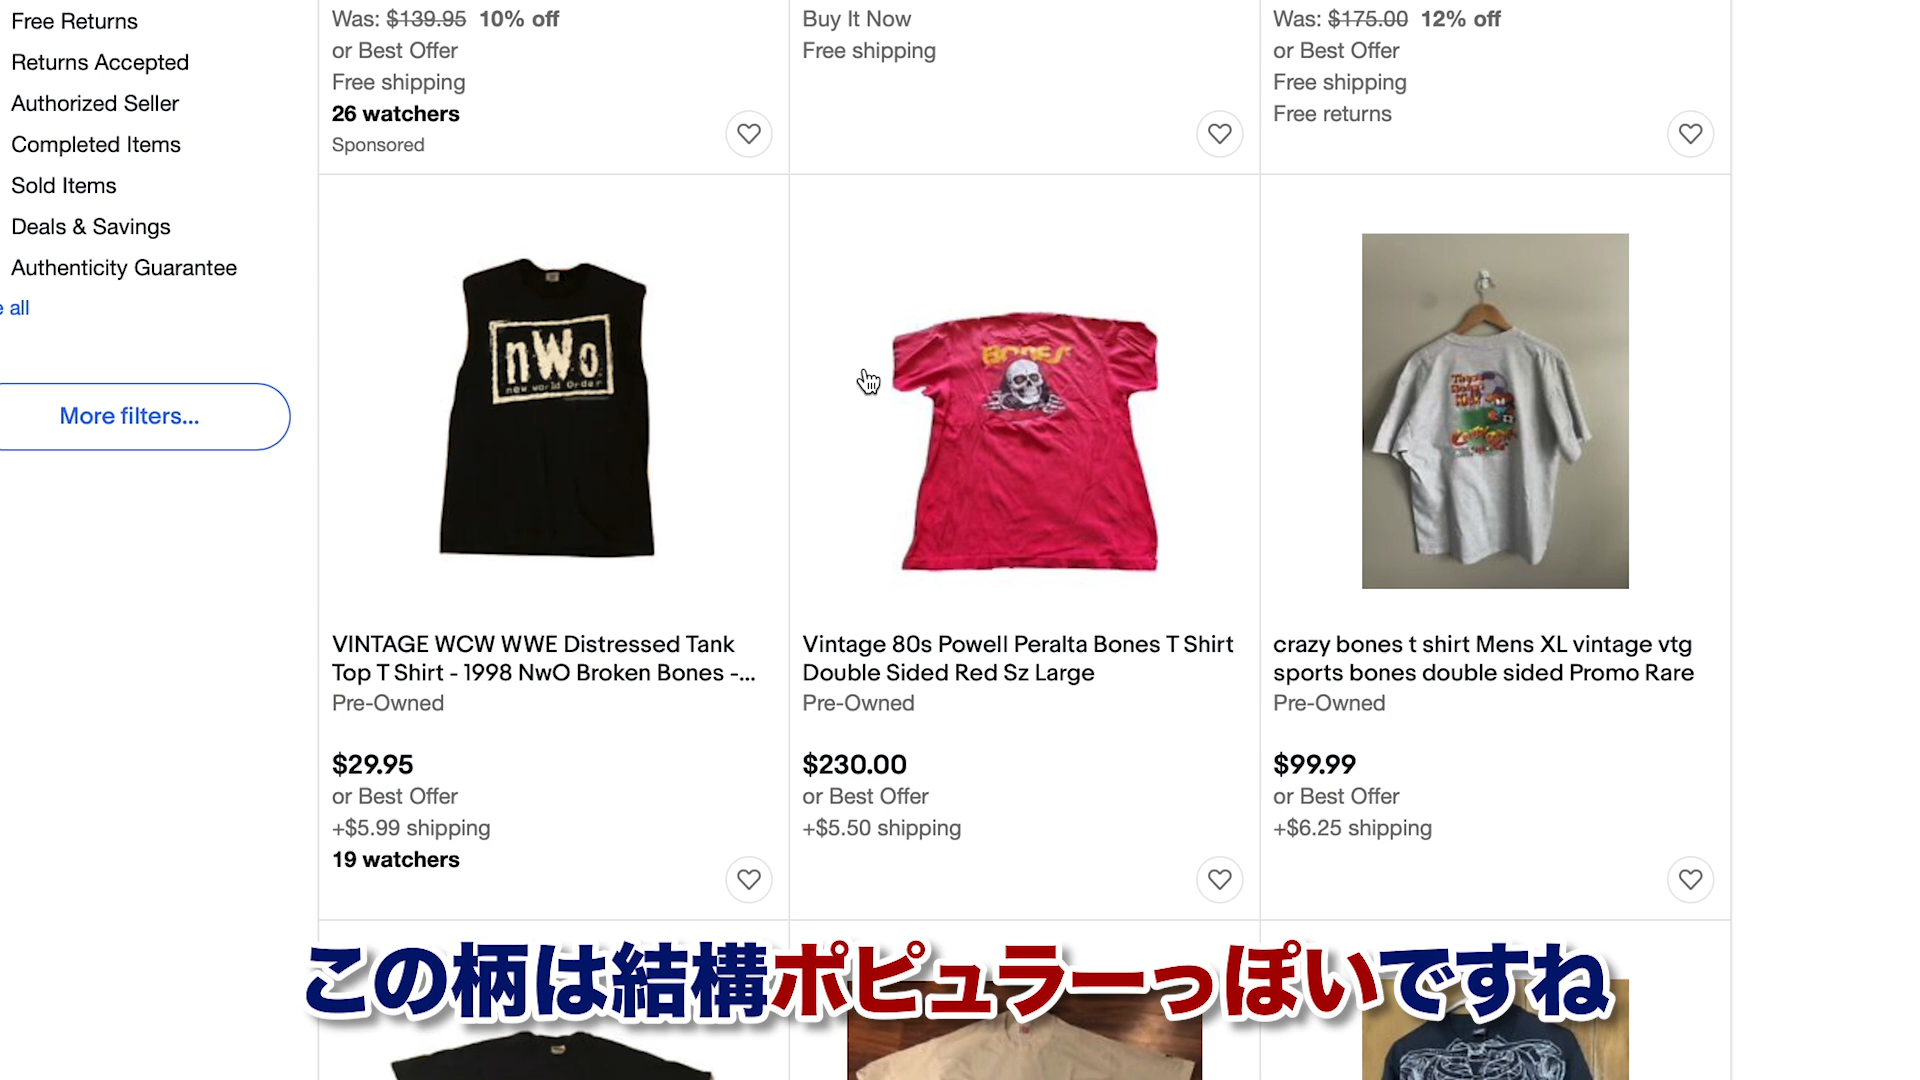 Free Returns
Returns Accepted
Authorized Seller
Completed Items
Sold Items
Deals & Savings
Authenticity Guarantee
all
More filters...
Was: $139.95 10% off
or Best Offer
Free shipping
26 watchers
Sponsored
Buy It Now
Free shipping
Was: $175.00 12% off
or Best Offer
Free shipping
Free returns
nWo
new world Order
VINTAGE WCW WWE Distressed Tank
Top T Shirt - 1998 NwO Broken Bones -...
Pre-Owned
$29.95
or Best Offer
+$5.99 shipping
19 watchers
BONES
Vintage 80s Powell Peralta Bones T Shirt
Double Sided Red Sz Large
Pre-Owned
$230.00
or Best Offer
+$5.50 shipping
crazy bones t shirt Mens XL vintage vtg
sports bones double sided Promo Rare
Pre-Owned
$99.99
or Best Offer
+$6.25 shipping
この柄は結構ポピュラーっぽいですね